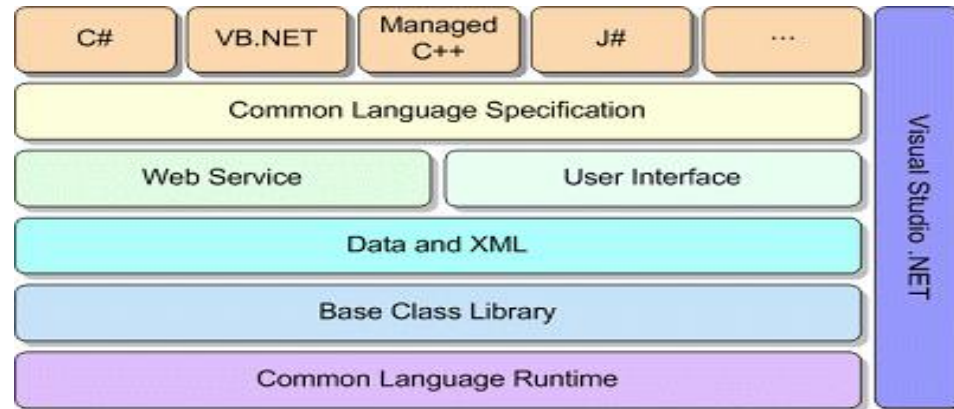 C#
VB.NET
Managed
C++
J#
...
Common Language Specification
Web Service
User Interface
Data and XML
Base Class Library
Common Language Runtime
Visual Studio .NET